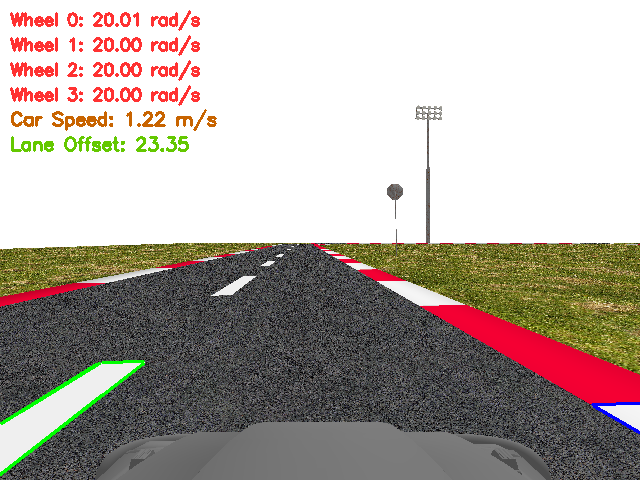 Wheel 0: 20.01 rad/s
Wheel 1: 20.00 rad/s
Wheel 2: 20.00 rad/s
Wheel 3: 20.00 rad/s
Car Speed: 1.22 m/s
Lane Offset: 23.35